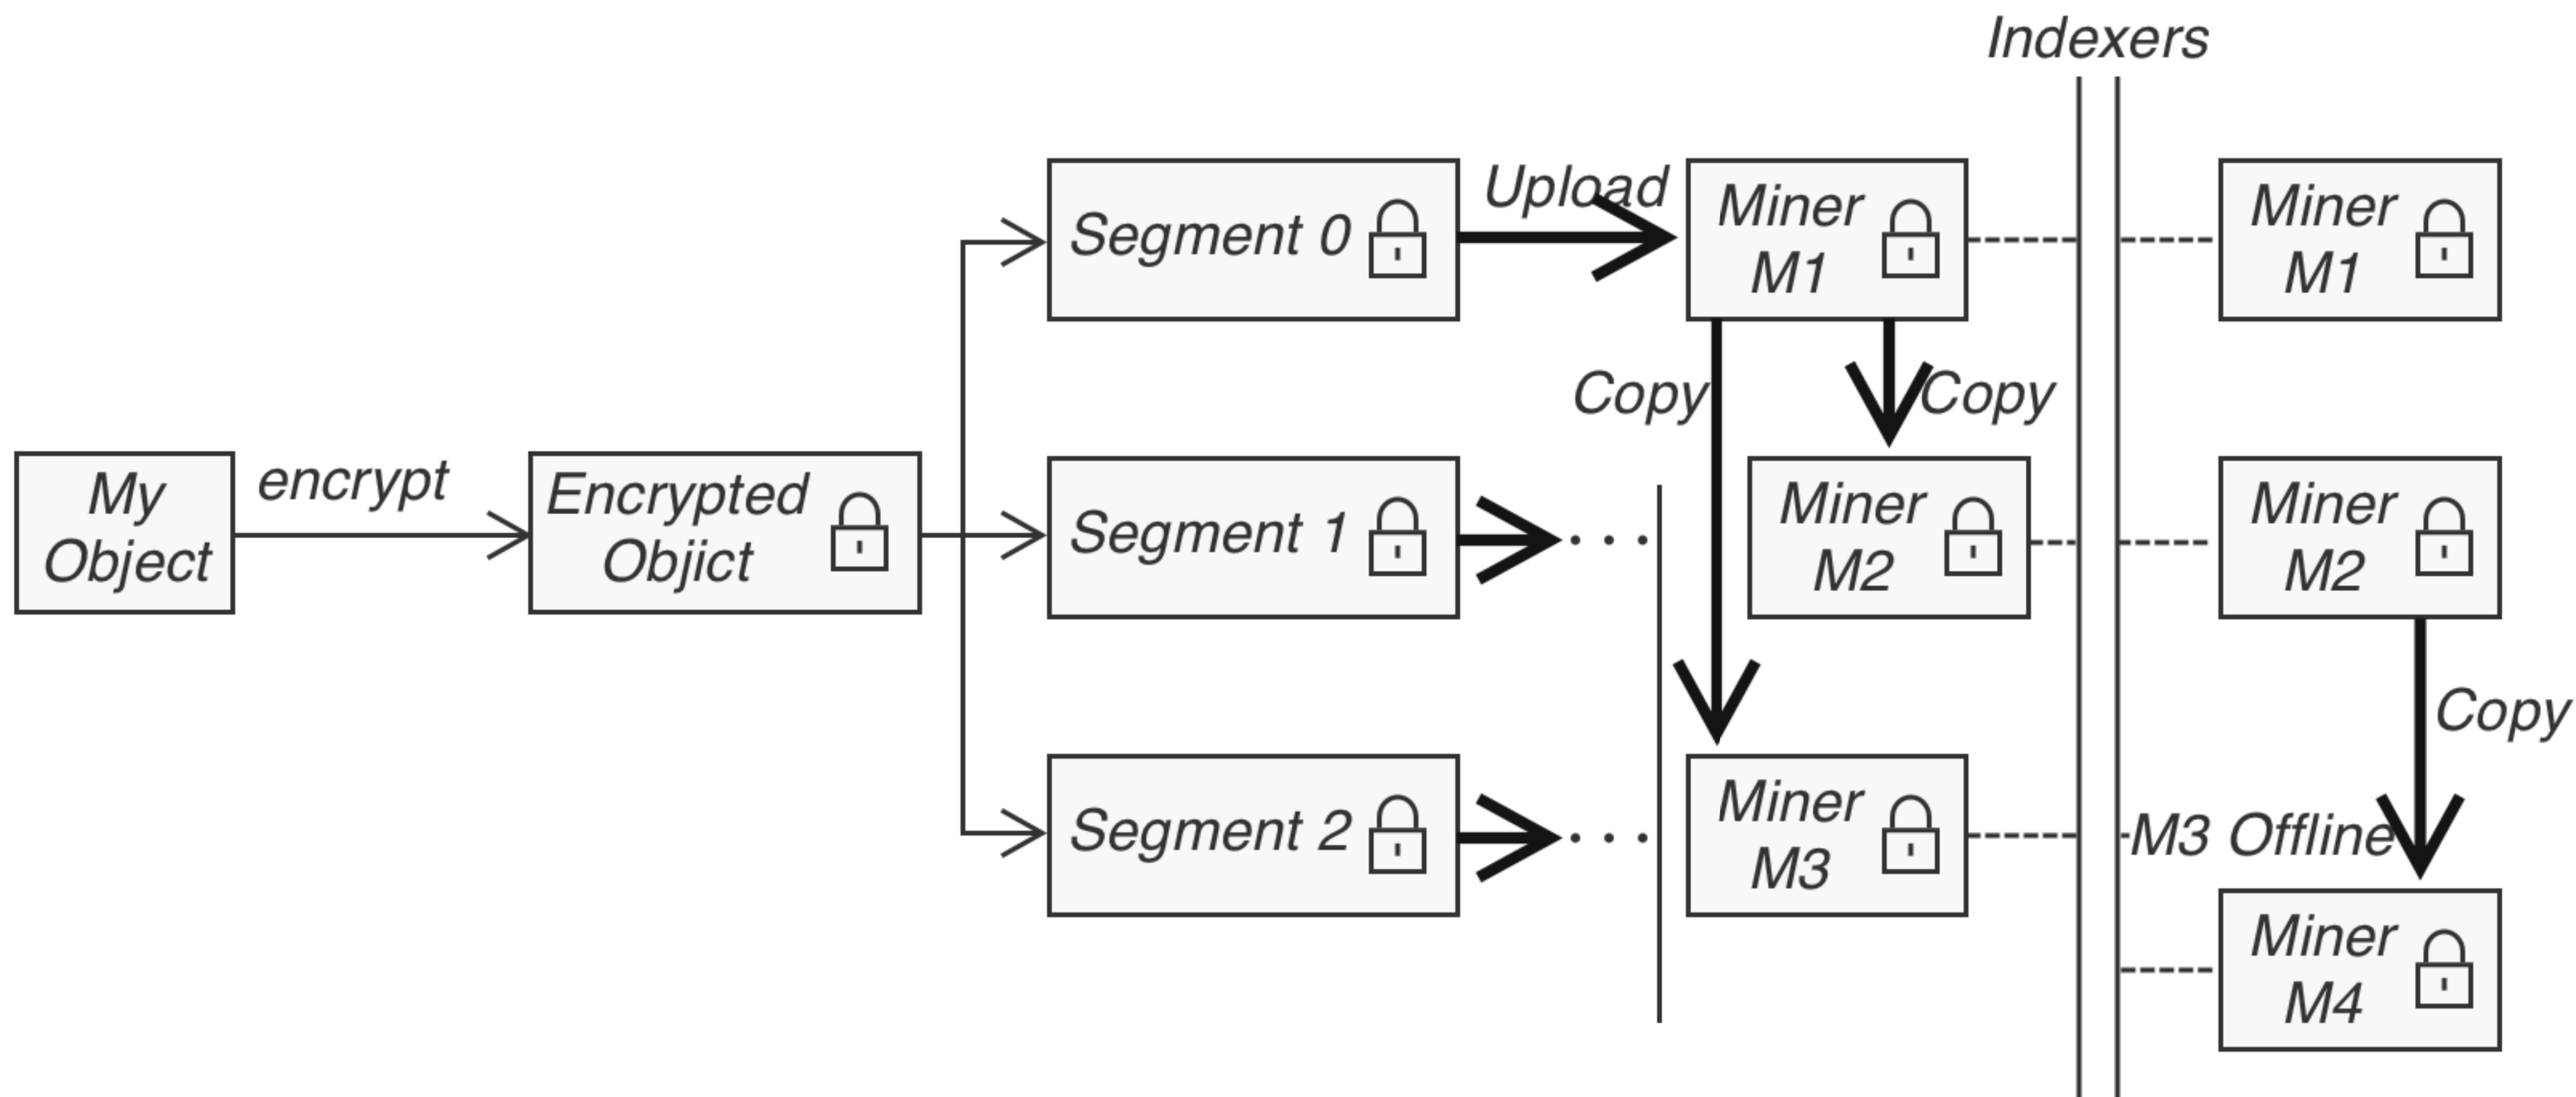 Indexers
My
Object
encrypt
Encrypted
Objict
Segment 0
Upload
Miner
M1
Copy
Copy
Segment 1
Miner
M2
Segment 2
Miner
M3
Miner
M1
Miner
M2
Copy
M3 Offline
Miner
M4